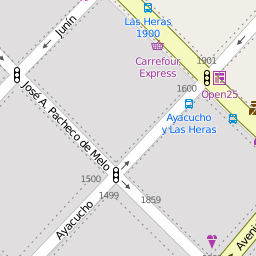 Las Heras
1900
Junín
Carrefour
Express
1901
1600
Open25
Ayacucho
y Las Heras
José A. Pacheco de Melo
1500
1499
1859
Ayacucho
Aveni